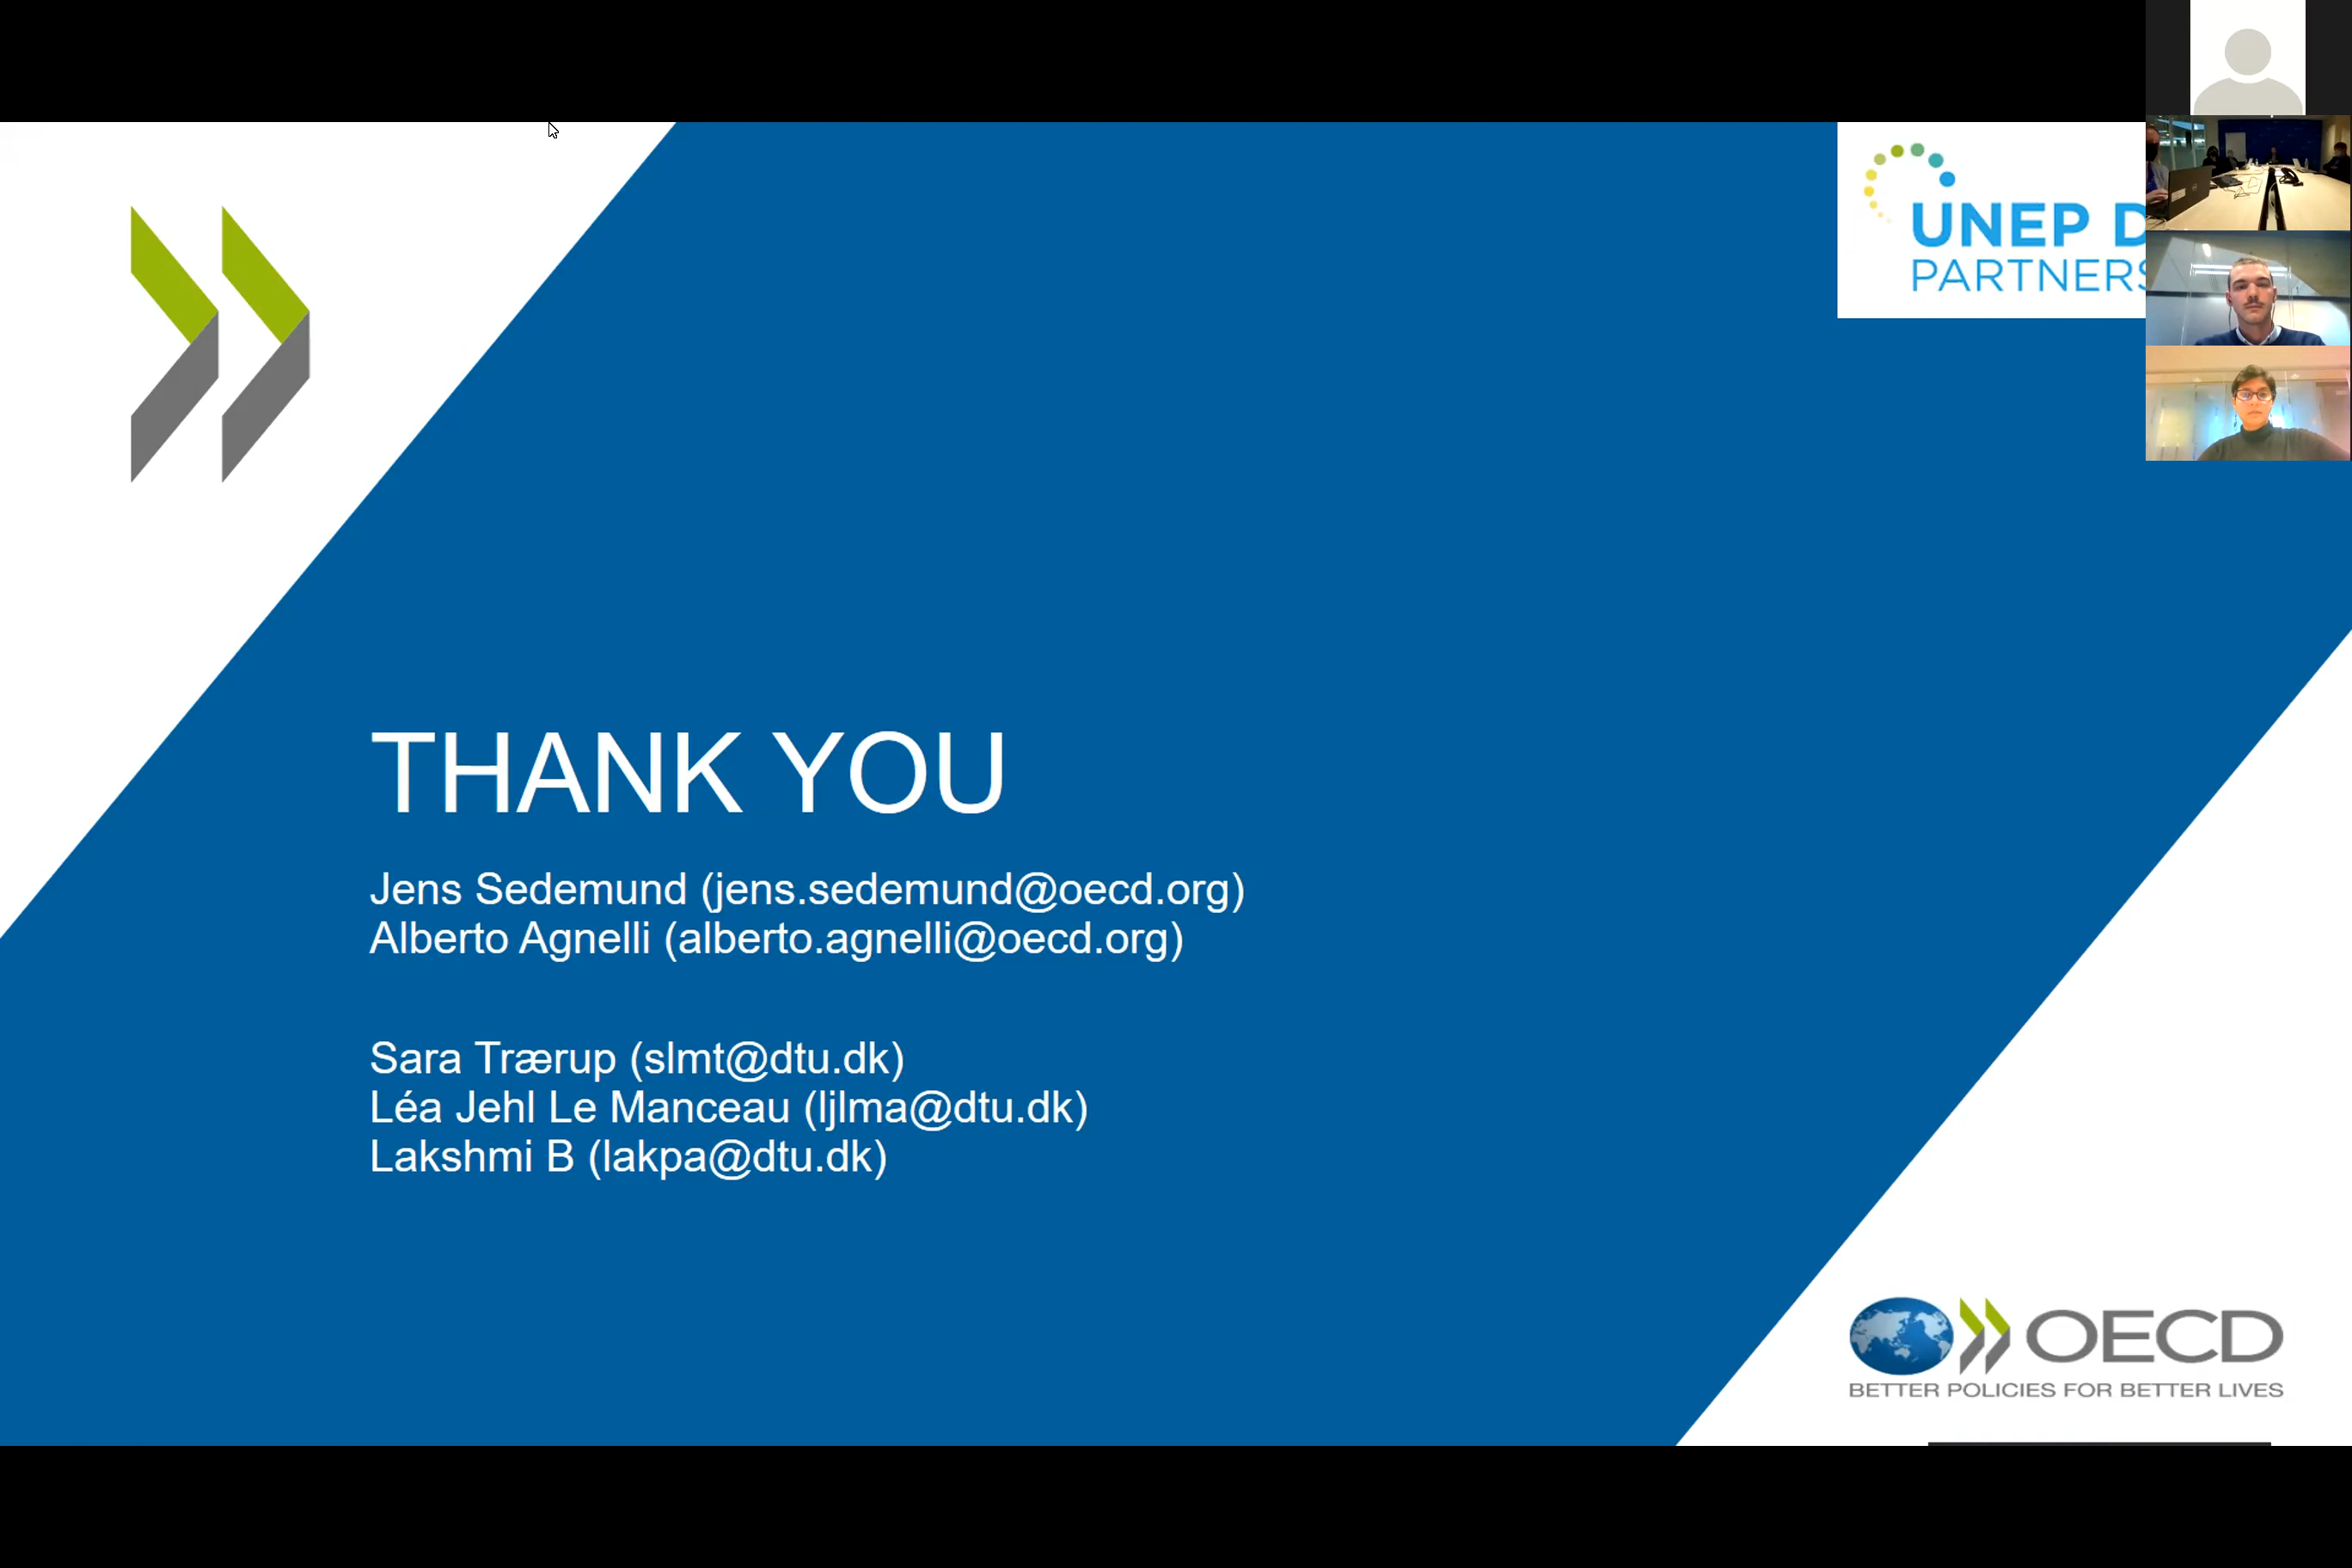 UNEP D
PARTNERS
THANK YOU
Jens Sedemund (jens.sedemund@oecd.org)
Alberto Agnelli (alberto.agnelli@oecd.org)
Sara Trærup (slmt@dtu.dk)
Léa Jehl Le Manceau (ljlma@dtu.dk)
Lakshmi B (lakpa@dtu.dk)
OECD
BETTER POLICIES FOR BETTER LIVES